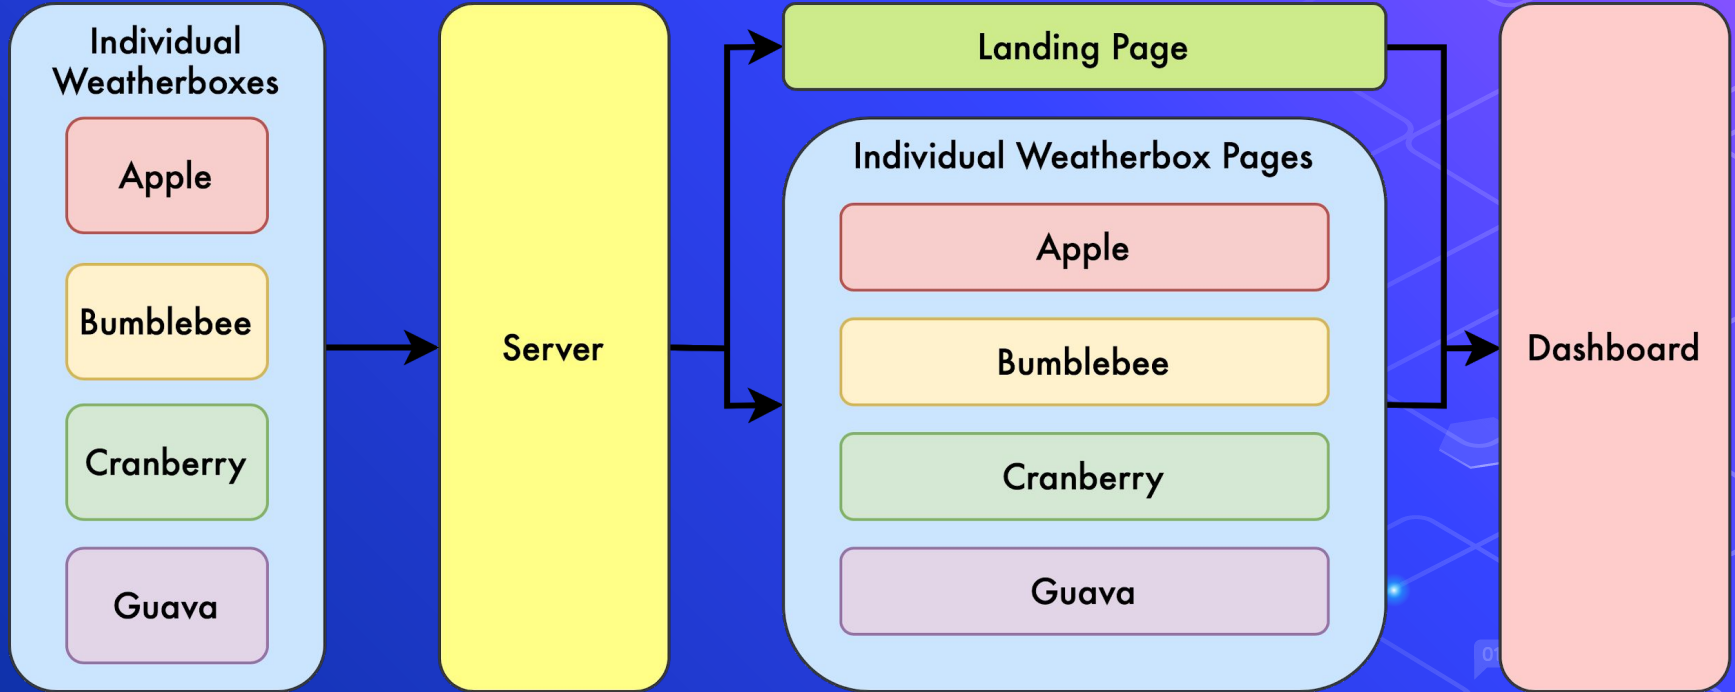 Individual
Weatherboxes
Apple
Bumblebee
Cranberry
Guava
Server
Landing Page
Individual Weatherbox Pages
Apple
Bumblebee
Cranberry
Guava
Dashboard